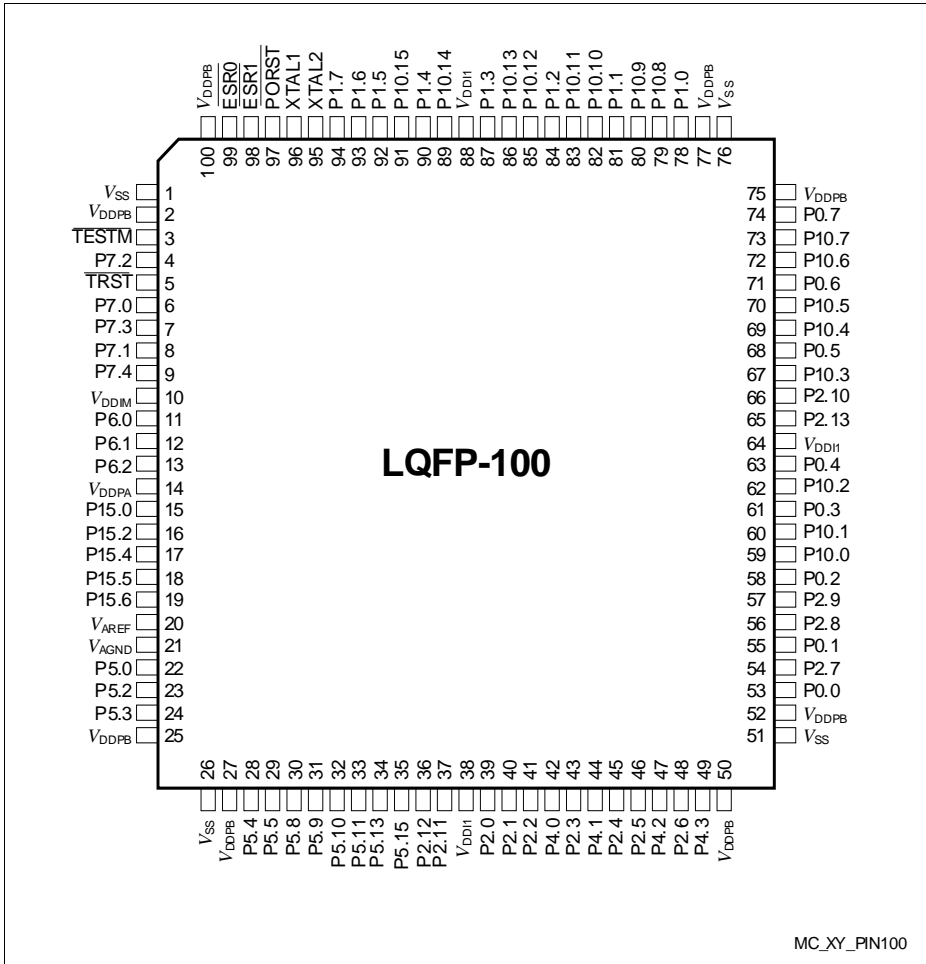 VDDPB
ESR0
ESR1
PORST
XTAL1
XTAL2
P1.7
P1.6
P1.5
P10.15
P1.4
P10.14
VDDI1
P1.3
P10.13
P10.12
P1.2
P10.11
P10.10
P1.1
P10.9
P10.8
P1.0
VDDPB
VSS
100 99 98 97 96 95 94 93 92 91 90 89 88 87 86 85 84 83 82 81 80 79 78 77 76
VSS 1 75 VDDPB
VDDPB 2 74 P0.7
TESTM 3 73 P10.7
P7.2 4 72 P10.6
TRST 5 71 P0.6
P7.0 6 70 P10.5
P7.3 7 69 P10.4
P7.1 8 68 P0.5
P7.4 9 67 P10.3
VDDIM 10 66 P2.10
P6.0 11 65 P2.13
P6.1 12 64 VDDI1
P6.2 13 LQFP-100 63 P0.4
VDDPA 14 62 P10.2
P15.0 15 61 P0.3
P15.2 16 60 P10.1
P15.4 17 59 P10.0
P15.5 18 58 P0.2
P15.6 19 57 P2.9
VAREF 20 56 P2.8
VAGND 21 55 P0.1
P5.0 22 54 P2.7
P5.2 23 53 P0.0
P5.3 24 52 VDDPB
VDDPB 25 51 VSS
26 27 28 29 30 31 32 33 34 35 36 37 38 39 40 41 42 43 44 45 46 47 48 49 50
VSS
VDDPB
P5.4
P5.5
P5.8
P5.9
P5.10
P5.11
P5.13
P5.15
P2.12
P2.11
VDDI1
P2.0
P2.1
P2.2
P4.0
P2.3
P4.1
P2.4
P2.5
P4.2
P2.6
P4.3
VDDPB
MC_XY_PIN100